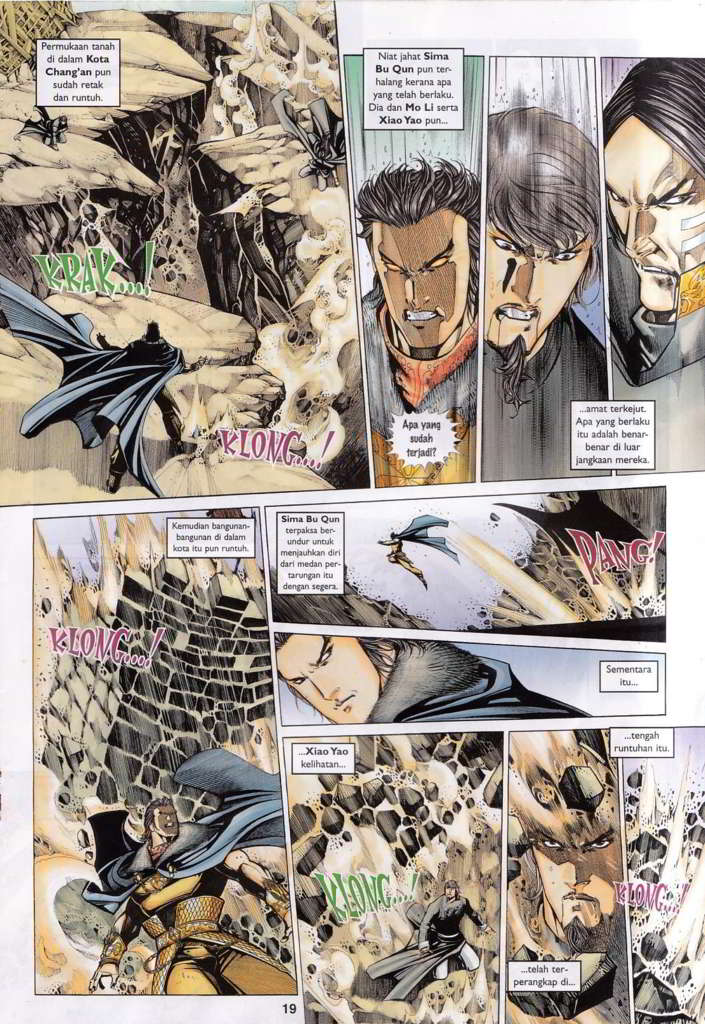 Permukaan tanah
di dalam Kota
Chang'an pun
sudah retak
dan runtuh.
KRAK....!
KLONG....!
Niat jahat Sima
Bu Qun pun ter-
halang kerana apa
yang telah berlaku.
Dia dan Mo Li serta
Xiao Yao pun...
Apa yang
sudah
terjadi?
...amat terkejut.
Apa yang berlaku
itu adalah benar-
benar di luar
jangkaan mereka.
Kemudian bangunan-
bangunan di dalam
kota itu pun runtuh.
KLONG....!
Sima Bu Qun
terpaksa ber-
undur untuk
menjauhkan diri
dari medan per-
tarungan itu
dengan segera.
PANG!
Sementara
itu...
...Xiao Yao
kelihatan...
KLONG....!
...telah ter-
perangkap di...
...tengah
runtuhan itu.
KLONG....!
19